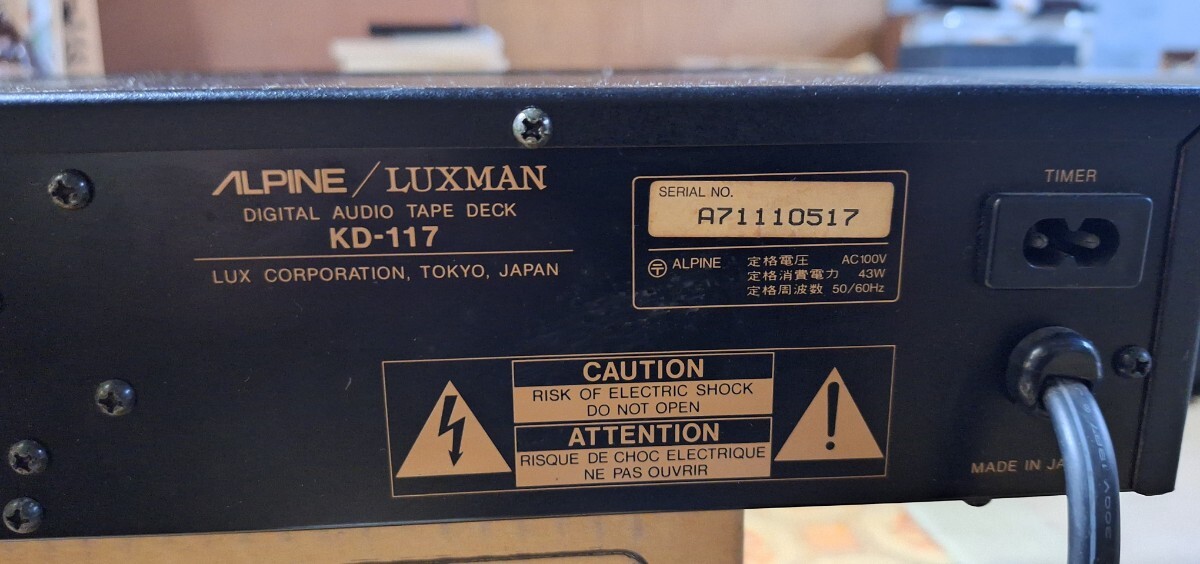 ALPINE / LUXMAN
DIGITAL AUDIO TAPE DECK
KD-117
LUX CORPORATION, TOKYO, JAPAN
SERIAL NO.
A71110517
〒 ALPINE 定格電圧 AC100V
定格消費電力 43W
定格周波数 50/60Hz
TIMER
CAUTION
RISK OF ELECTRIC SHOCK
DO NOT OPEN
ATTENTION
RISQUE DE CHOC ELECTRIQUE
NE PAS OUVRIR
MADE IN JA